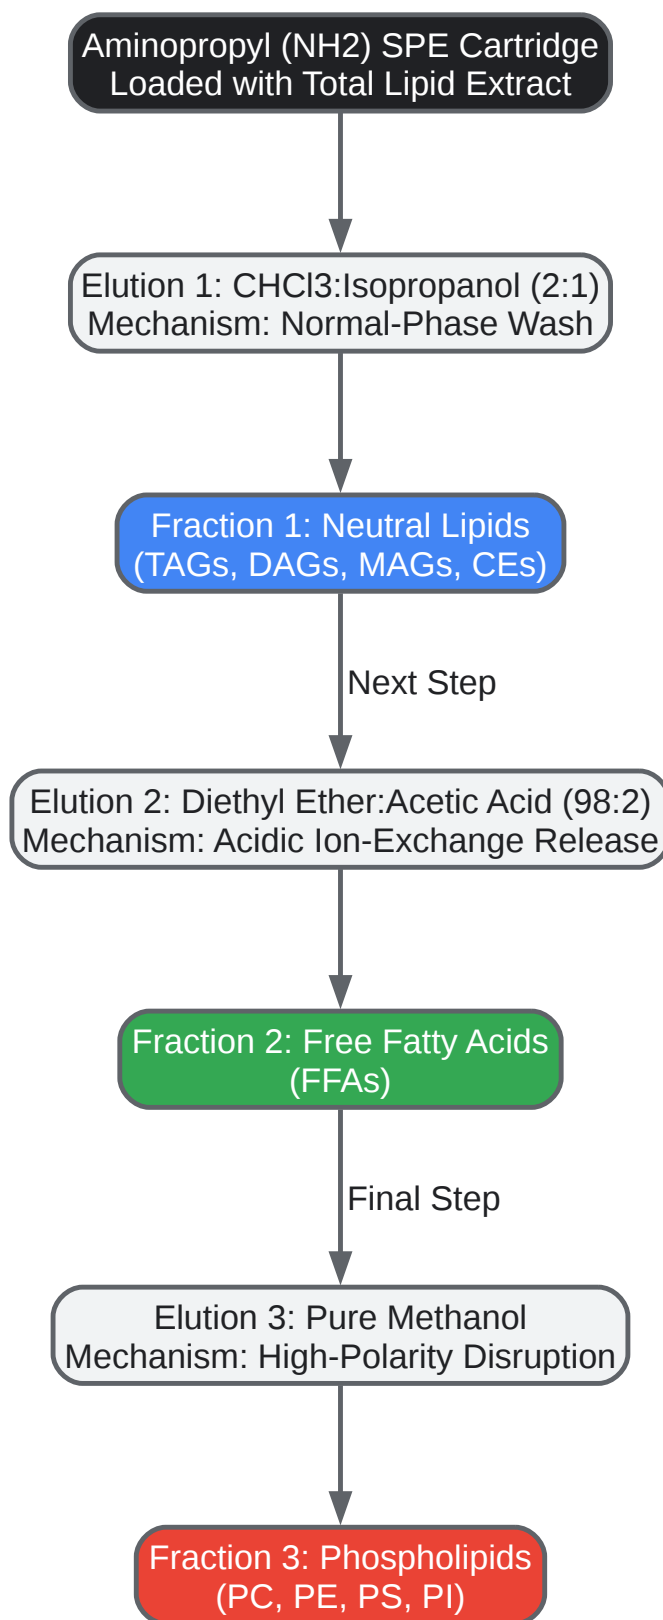 Aminopropyl (NH2) SPE Cartridge
Loaded with Total Lipid Extract
Elution 1: CHCl3:Isopropanol (2:1)
Mechanism: Normal-Phase Wash
Fraction 1: Neutral Lipids
(TAGs, DAGs, MAGs, CEs)
Next Step
Elution 2: Diethyl Ether:Acetic Acid (98:2)
Mechanism: Acidic Ion-Exchange Release
Fraction 2: Free Fatty Acids
(FFAs)
Final Step
Elution 3: Pure Methanol
Mechanism: High-Polarity Disruption
Fraction 3: Phospholipids
(PC, PE, PS, PI)